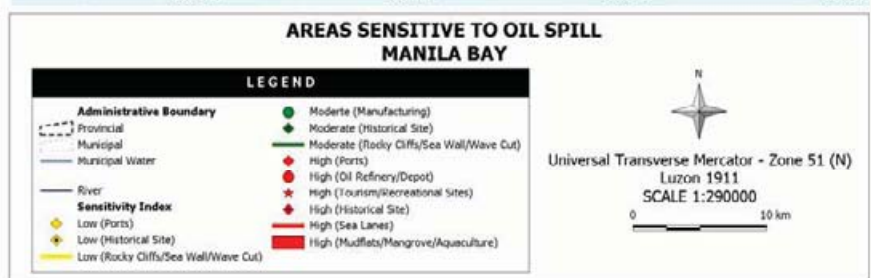 AREAS SENSITIVE TO OIL SPILL
MANILA BAY
LEGEND
Administrative Boundary
Provincial
Municipal
Municipal Water
River
Sensitivity Index
Low (Ports)
Low (Historical Site)
Low (Rocky Cliffs/Sea Wall/Wave Cut)
Moderte (Manufacturing)
Moderate (Historical Site)
Moderate (Rocky Cliffs/Sea Wall/Wave Cut)
High (Ports)
High (Oil Refinery/Depot)
High (Tourism/Recreational Sites)
High (Historical Site)
High (Sea Lanes)
High (Mudflats/Mangrove/Aquaculture)
N
Universal Transverse Mercator - Zone 51 (N)
Luzon 1911
SCALE 1:290000
0 10 km